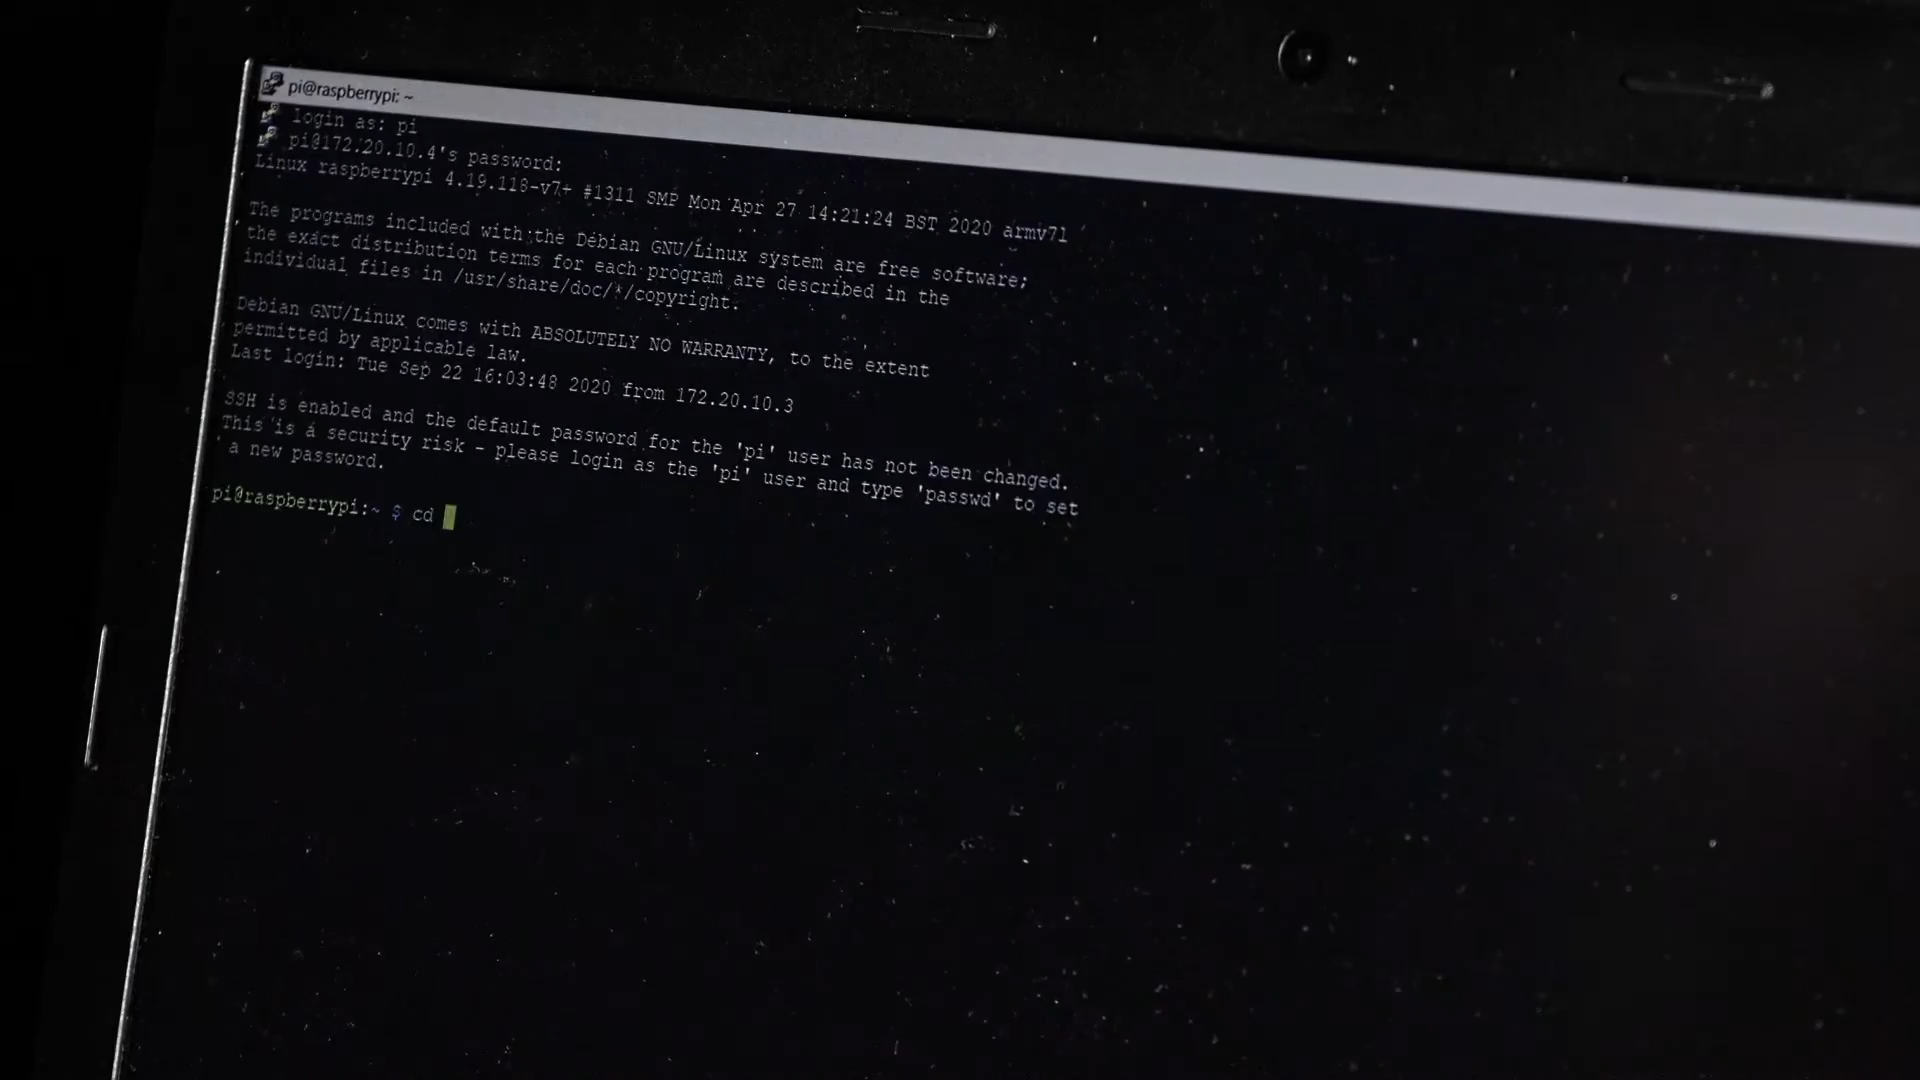 pi@raspberrypi: ~
login as: pi
pi@172.20.10.4's password:
Linux raspberrypi 4.19.118-v7+ #1311 SMP Mon Apr 27 14:21:24 BST 2020 armv7l
The programs included with the Debian GNU/Linux system are free software;
the exact distribution terms for each program are described in the
individual files in /usr/share/doc/*/copyright.
Debian GNU/Linux comes with ABSOLUTELY NO WARRANTY, to the extent
permitted by applicable law.
Last login: Tue Sep 22 16:03:48 2020 from 172.20.10.3
SSH is enabled and the default password for the 'pi' user has not been changed.
This is a security risk - please login as the 'pi' user and type 'passwd' to set
a new password.
pi@raspberrypi:~ $ cd